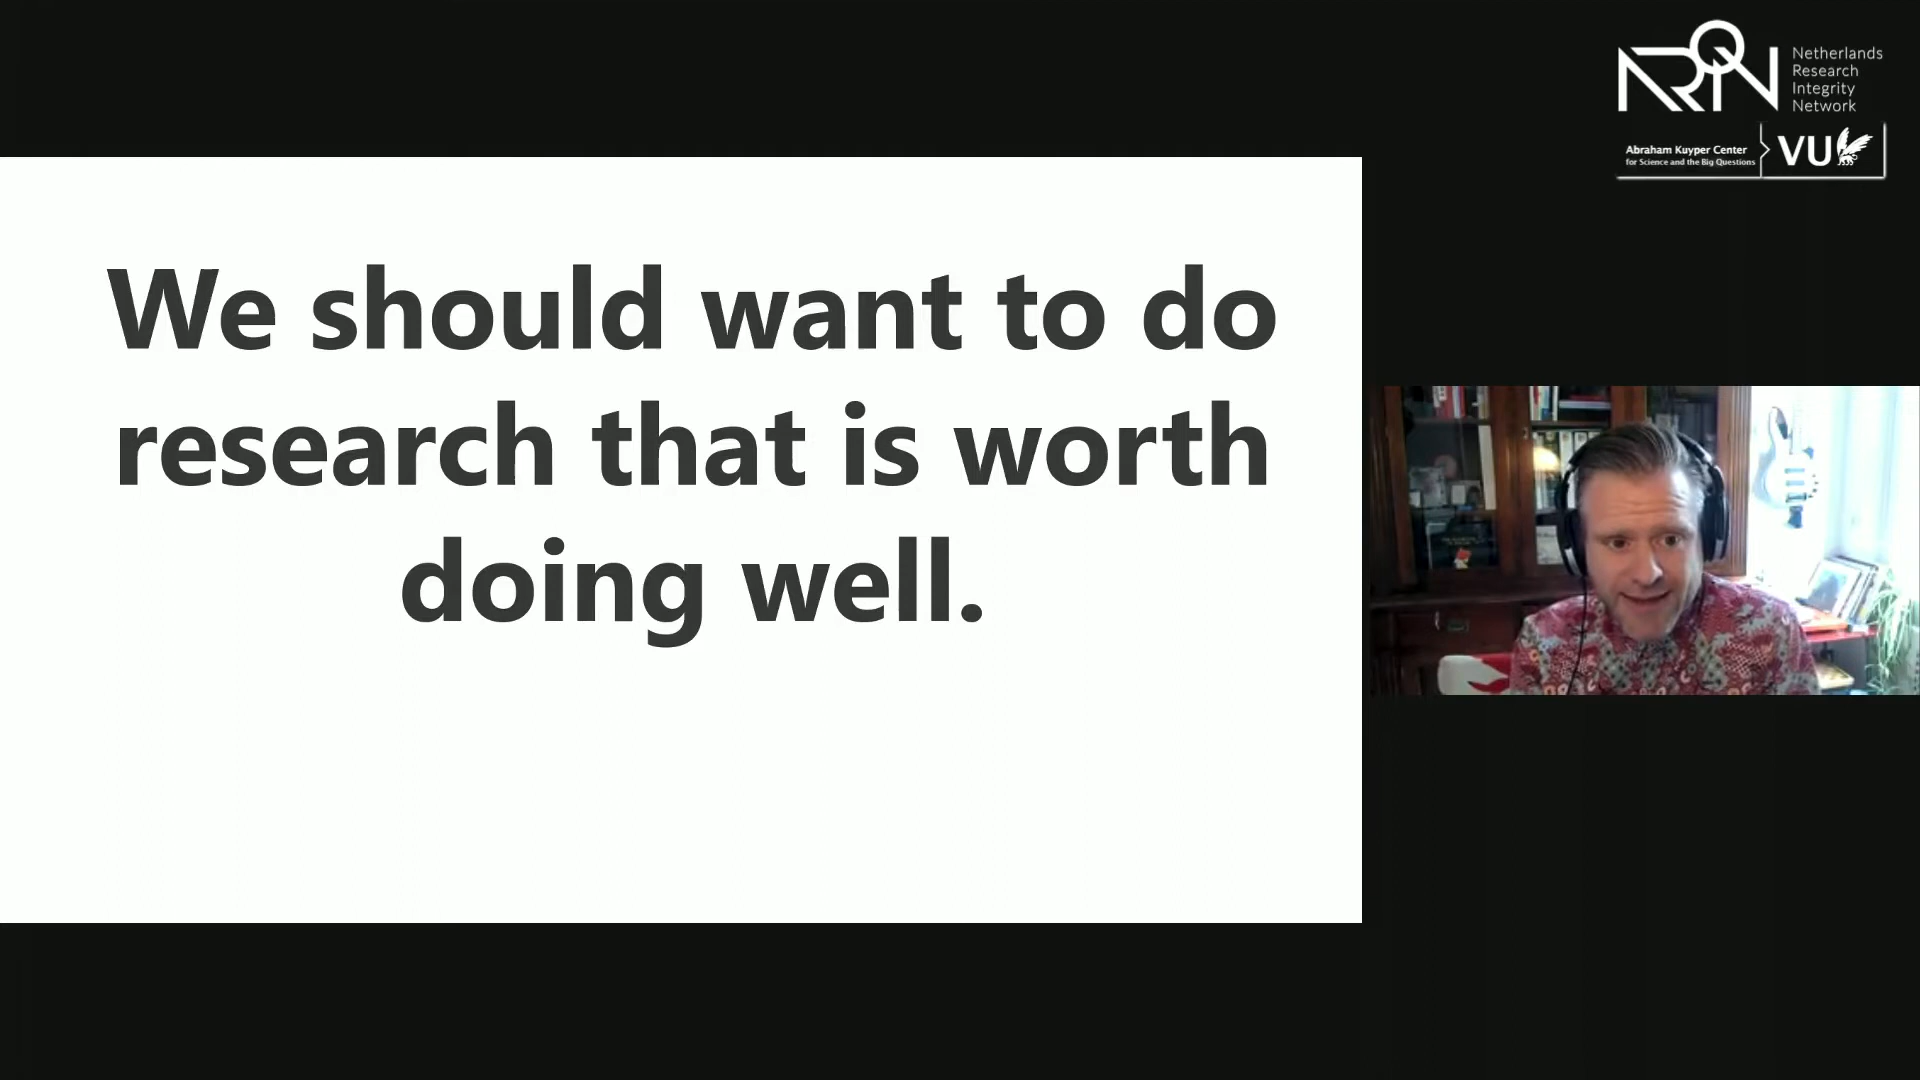 Netherlands
Research
Integrity
Network
NRIN
Abraham Kuyper Center
for Science and the Big Questions
VU
We should want to do
research that is worth
doing well.